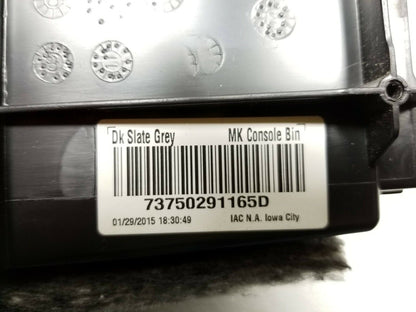 Dk Slate Grey MK Console Bin
73750291165D
01/29/2015 18:30:49 IAC N.A. Iowa City